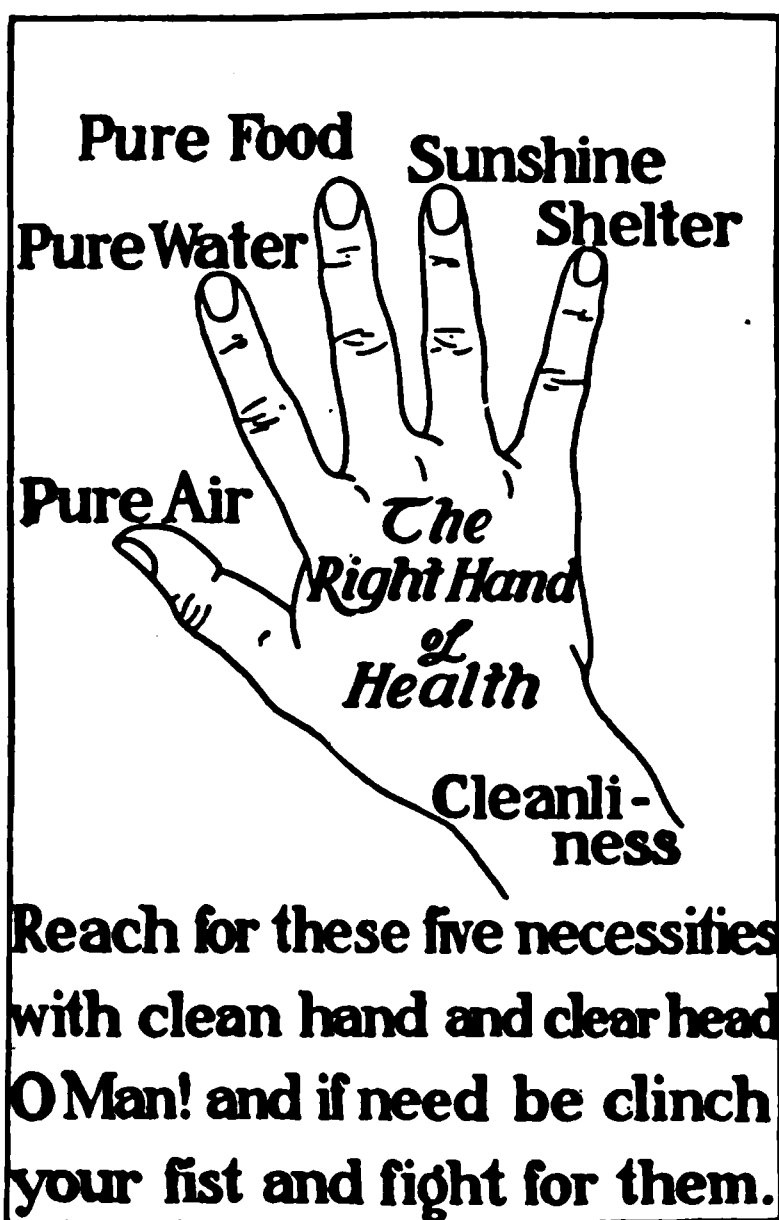 Pure Food
Sunshine
Shelter
Pure Water
Pure Air
The
Right Hand
of
Health
Cleanli-
ness
Reach for these five necessities
with clean hand and clear head
O Man! and if need be clinch
your fist and fight for them.